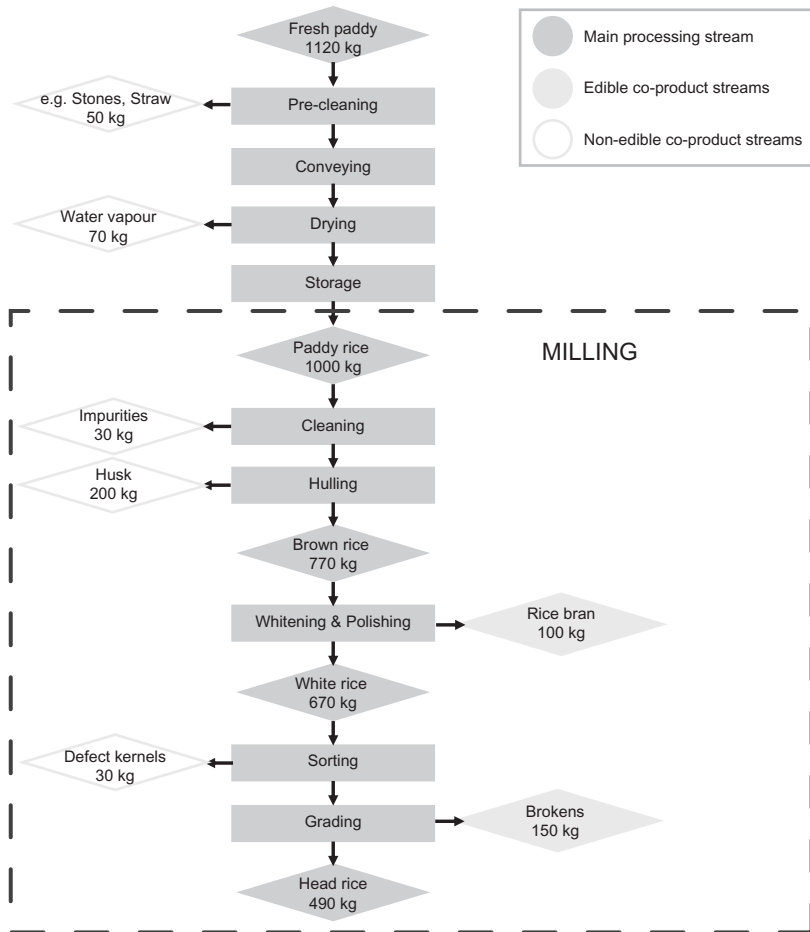 Fresh paddy
1120 kg
Main processing stream
Edible co-product streams
Non-edible co-product streams
e.g. Stones, Straw
50 kg
Pre-cleaning
Conveying
Water vapour
70 kg
Drying
Storage
MILLING
Paddy rice
1000 kg
Impurities
30 kg
Cleaning
Husk
200 kg
Hulling
Brown rice
770 kg
Whitening & Polishing
Rice bran
100 kg
White rice
670 kg
Defect kernels
30 kg
Sorting
Grading
Brokens
150 kg
Head rice
490 kg